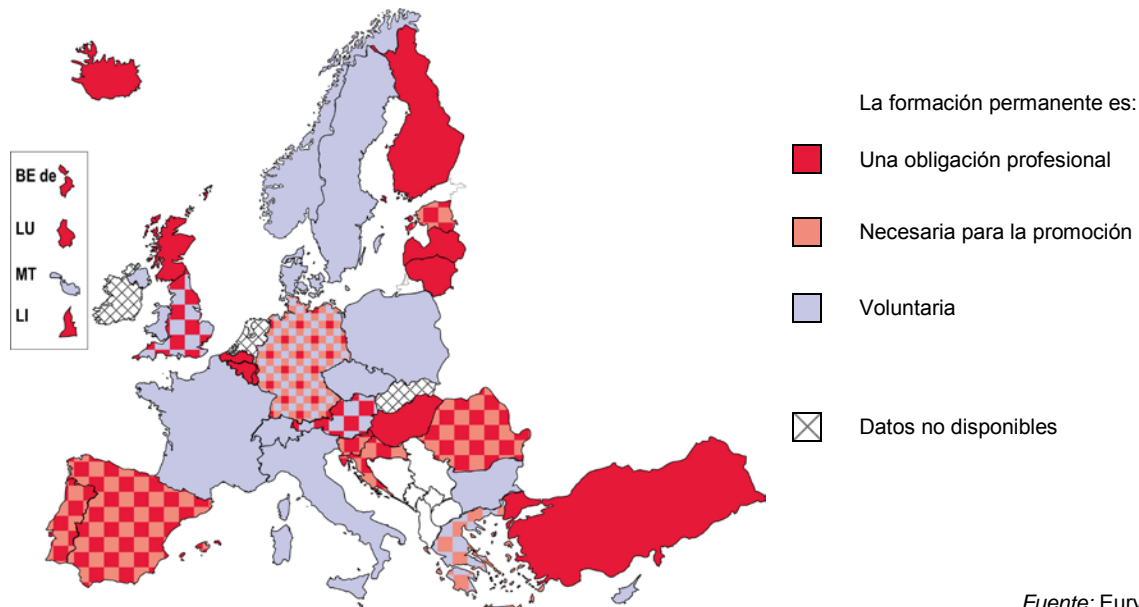 La formación permanente es:
Una obligación profesional
Necesaria para la promoción
Voluntaria
Datos no disponibles
BE de
LU
MT
LI
Fuente: Eury